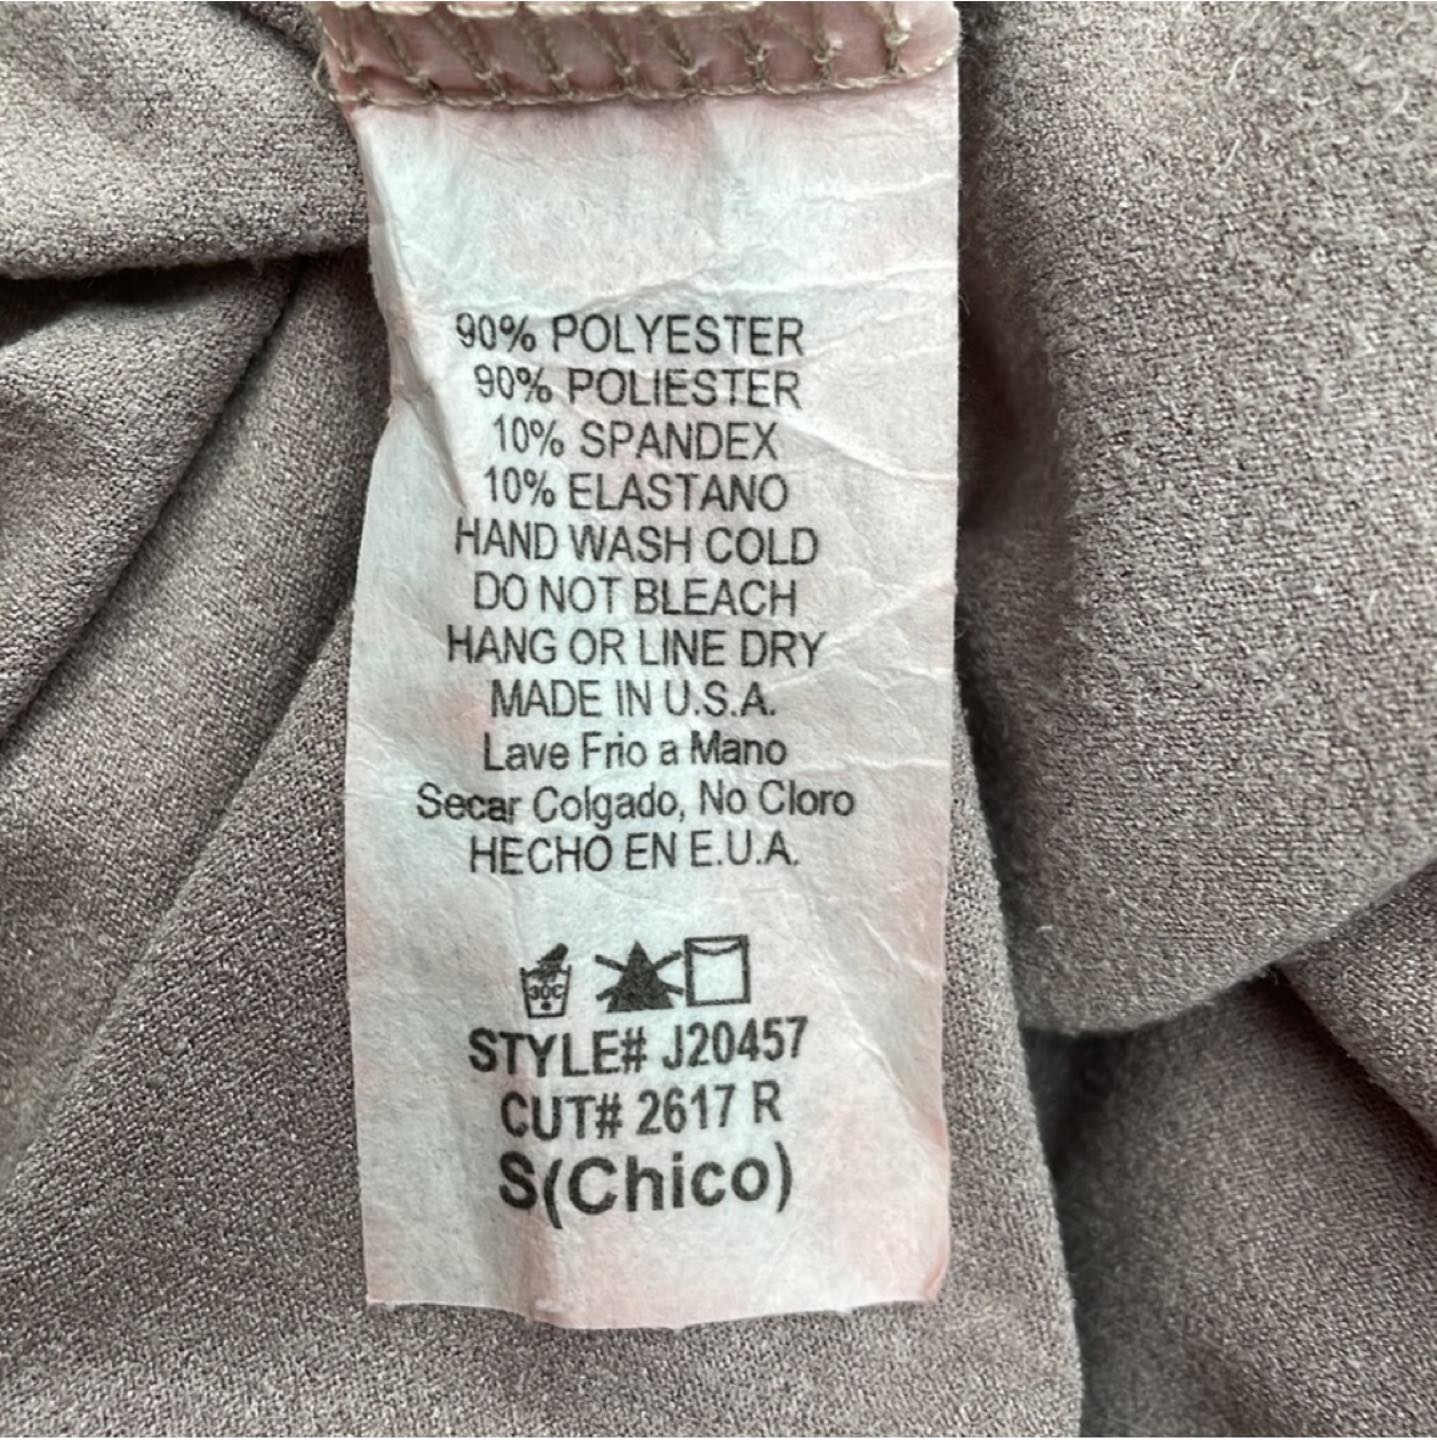 90% POLYESTER
90% POLIESTER
10% SPANDEX
10% ELASTANO
HAND WASH COLD
DO NOT BLEACH
HANG OR LINE DRY
MADE IN U.S.A.
Lave Frio a Mano
Secar Colgado, No Cloro
HECHO EN E.U.A.
30C
STYLE# J20457
CUT# 2617 R
S(Chico)